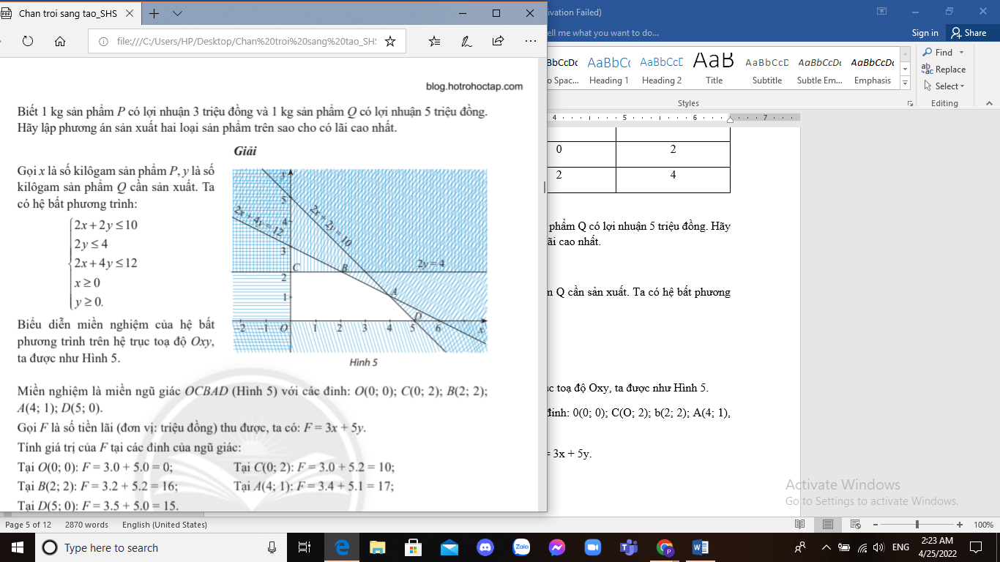 Chan troi sang tao_SHS
file:///C:/Users/HP/Desktop/Chan%20troi%20sang%20tao_SHS
blog.hotrohoctap.com
Biết 1 kg sản phẩm P có lợi nhuận 3 triệu đồng và 1 kg sản phẩm Q có lợi nhuận 5 triệu đồng.
Hãy lập phương án sản xuất hai loại sản phẩm trên sao cho có lãi cao nhất.
Giải
Gọi x là số kilôgam sản phẩm P, y là số
kilôgam sản phẩm Q cần sản xuất. Ta
có hệ bất phương trình:
2x + 2y ≤ 10
2y ≤ 4
2x + 4y ≤ 12
x ≥ 0
y ≥ 0.
Biểu diễn miền nghiệm của hệ bất
phương trình trên hệ trục toạ độ Oxy,
ta được như Hình 5.
y
5
4
3
2
1
2x + 4y = 12
2x + 2y = 10
2y = 4
C
B
A
D
-2 -1 O 1 2 3 4 5 6 x
Hình 5
Miền nghiệm là miền ngũ giác OCBAD (Hình 5) với các đỉnh: O(0; 0); C(0; 2); B(2; 2);
A(4; 1); D(5; 0).
Gọi F là số tiền lãi (đơn vị: triệu đồng) thu được, ta có: F = 3x + 5y.
Tính giá trị của F tại các đỉnh của ngũ giác:
Tại O(0; 0): F = 3.0 + 5.0 = 0; Tại C(0; 2): F = 3.0 + 5.2 = 10;
Tại B(2; 2): F = 3.2 + 5.2 = 16; Tại A(4; 1): F = 3.4 + 5.1 = 17;
Tại D(5; 0): F = 3.5 + 5.0 = 15.
ivation Failed)
ell me what you want to do...
Sign in Share
BbCcDc AaBbCc AaBbCcE AaB AaBbCcD AaBbCcDt AaBbCcDt
o Spac... Heading 1 Heading 2 Title Subtitle Subtle Em... Emphasis
Styles
Find
Replace
Select
Editing
4 5 6 7
0 2
2 4
phẩm Q có lợi nhuận 5 triệu đồng. Hãy
ãi cao nhất.
n Q cần sản xuất. Ta có hệ bất phương
ục toạ độ Oxy, ta được như Hình 5.
đỉnh: 0(0; 0); C(O; 2); b(2; 2); A(4; 1),
= 3x + 5y.
Activate Windows
Go to Settings to activate Windows.
Page 5 of 12 2870 words English (United States)
100%
Type here to search
Zalo
ENG
2:23 AM
4/25/2022